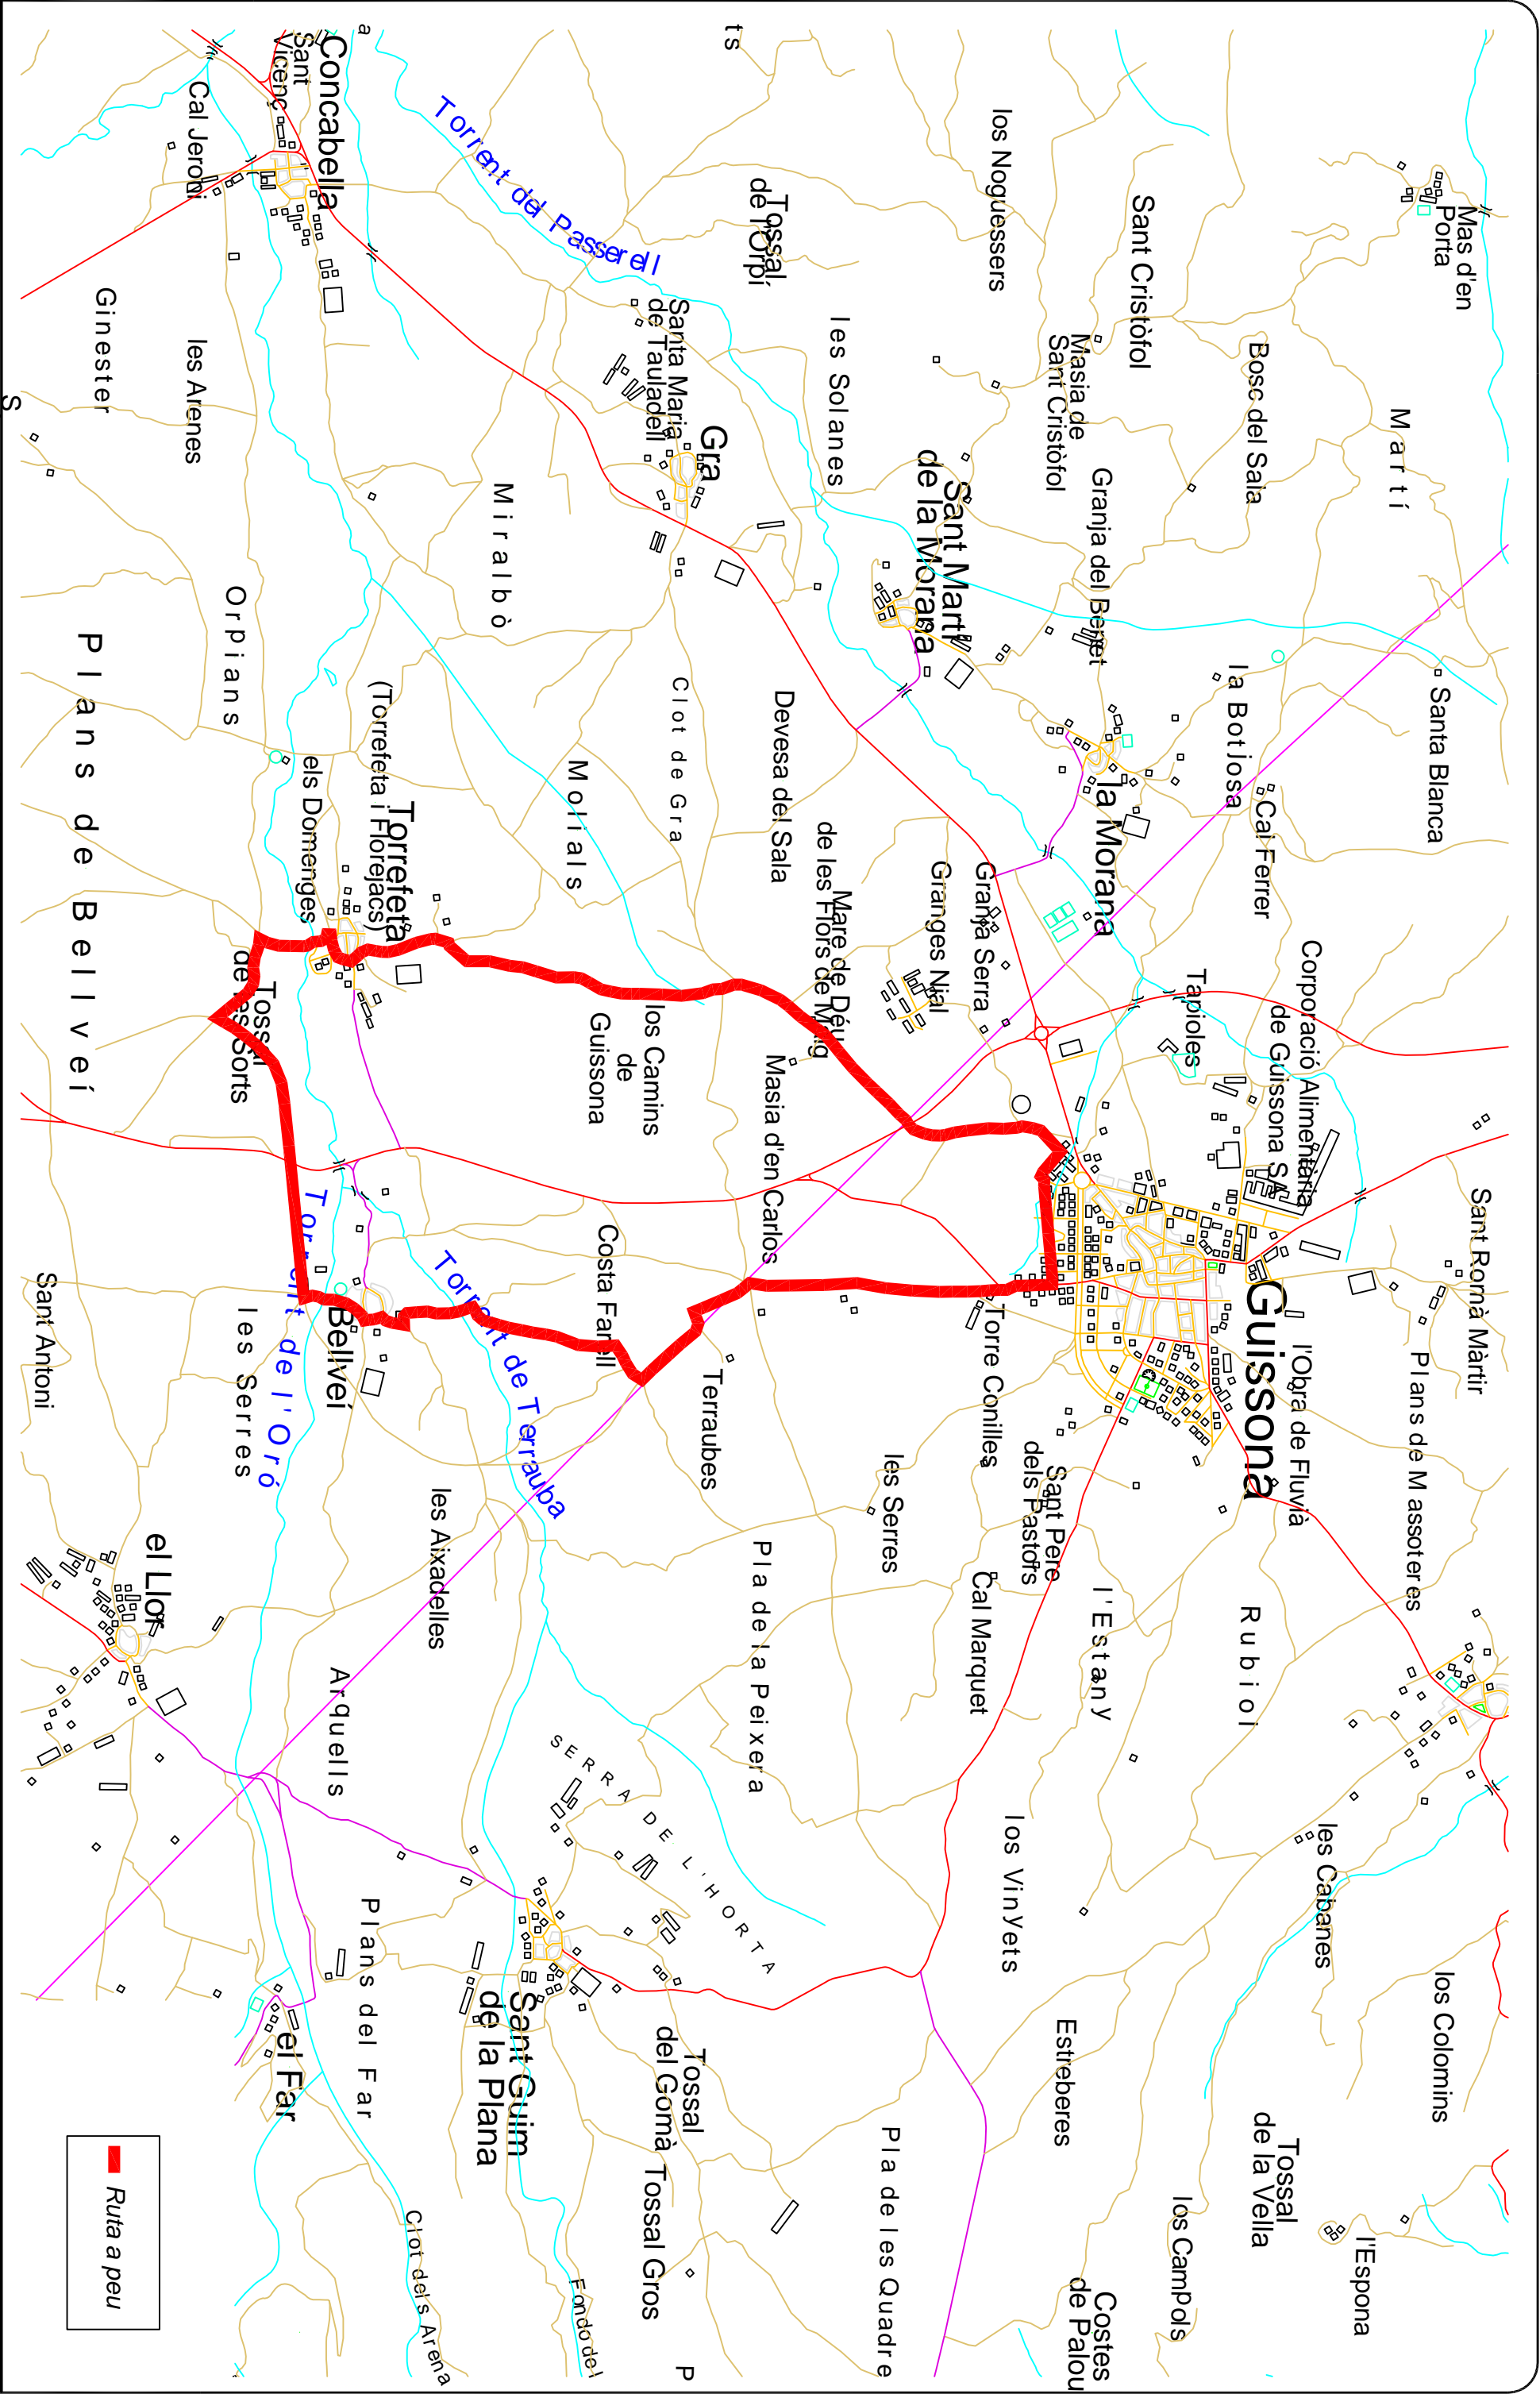 Mas d'en
Porta
Sant Romà Màrtir
Martí
Santa Blanca
Plans de Massoteres
los Colomins
l'Espona
Bosc del Sala
Cal Ferrer
Corporació Alimentària
de Guissona SA
l'Obra de Fluvià
les Cabanes
Tossal
de la Vella
la Botjosa
Guissona
Rubiol
Sant Cristòfol
Tapioles
los Campols
Masia de
Sant Cristòfol
Granja del Benet
la Morana
l'Estany
Costes
de Palou
los Noguessers
Sant Pere
dels Pastors
Estreberes
Sant Martí
de la Morana
Granja Serra
Torre Conilles
Cal Marquet
los Vinyets
Granges Nial
les Solanes
Mare de Déu
de les Flors de Maig
les Serres
Pla de les Quadre
ts
Tossal
de l'Orpí
Devesa del Sala
Masia d'en Carlos
Pla de la Peixera
Gra
Santa Maria
de Tauladell
Clot de Gra
Terraubes
SERRA DE L'HORTA
Tossal
del Gomà
Tossal Gros
P
Torrent del Passerell
los Camins
de
Guissona
Costa Farell
Molials
Fondo de l
Miralbò
Torrent de Terrauba
Sant Guim
de la Plana
les Aixadelles
Clot dels Arena
a
Torrefeta
(Torrefeta i Florejacs)
Plans del Far
Concabella
Sant
Vicenç
els Domenges
Bellveí
Arquells
Torrent de l'Oró
el Far
Tossal
de les Sorts
les Serres
Orpians
Cal Jeroni
les Arenes
el Llor
Ginester
Plans de Bellveí
Ruta a peu
Sant Antoni
S